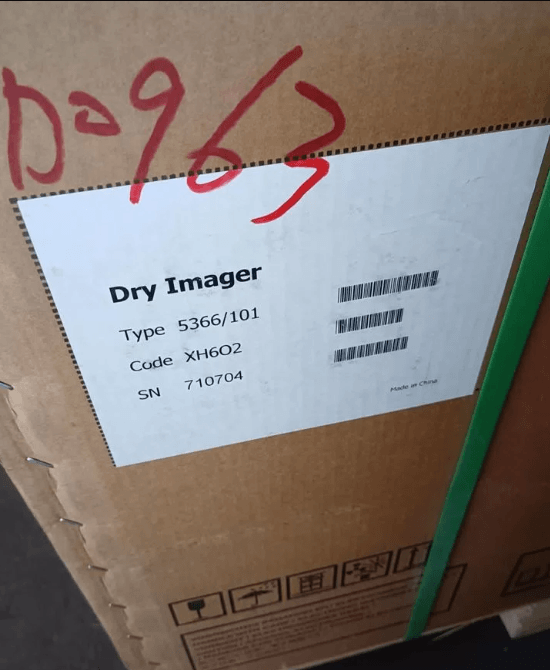 D0963
Dry Imager
Type 5366/101
Code XH6O2
SN 710704
Made in China